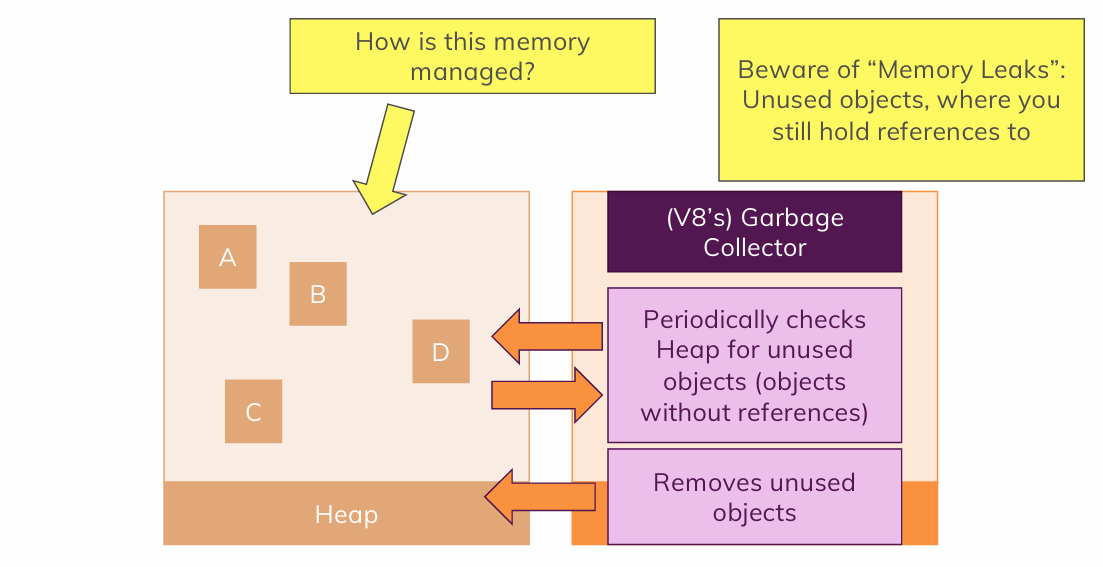 How is this memory
managed?
Beware of “Memory Leaks”:
Unused objects, where you
still hold references to
(V8’s) Garbage
Collector
A
B
D
C
Periodically checks
Heap for unused
objects (objects
without references)
Removes unused
objects
Heap